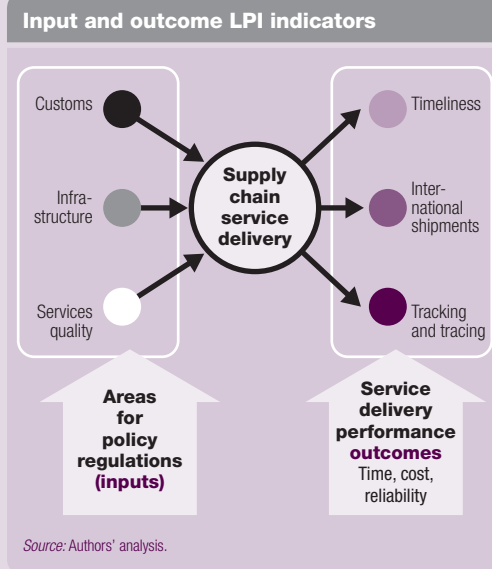 Input and outcome LPI indicators
Customs
Infra-
structure
Services
quality
Supply
chain
service
delivery
Timeliness
Inter-
national
shipments
Tracking
and tracing
Areas
for
policy
regulations
(inputs)
Service
delivery
performance
outcomes
Time, cost,
reliability
Source: Authors' analysis.